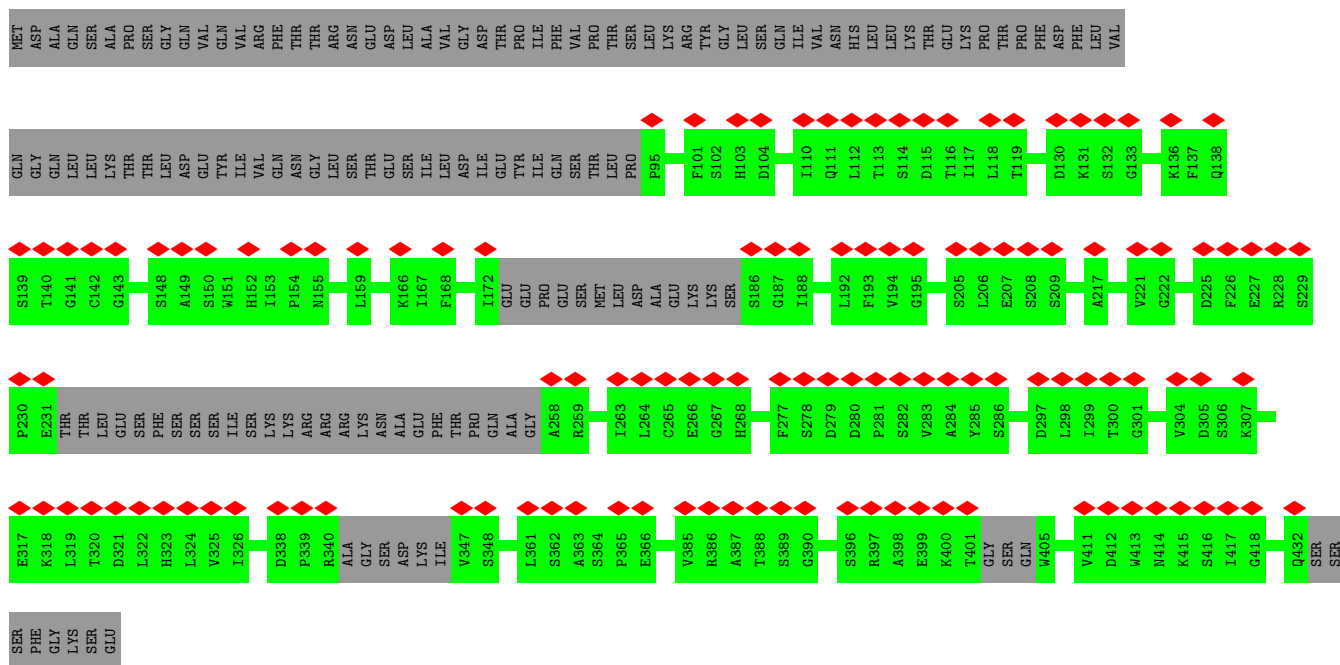 MET ASP ALA GLN SER ALA PRO SER GLY GLN VAL GLN VAL ARG PHE THR THR ARG ASN GLU ASP LEU ALA VAL GLY ASP THR PRO ILE PHE VAL PRO THR SER LEU LYS ARG TYR GLY LEU SER GLN ILE VAL ASN HIS LEU LEU LYS THR GLU LYS PRO THR PRO PHE ASP PHE LEU VAL
GLN GLY GLN LEU LEU LYS THR THR LEU ASP GLU TYR ILE VAL GLN ASN GLY LEU SER THR GLU SER ILE LEU ASP ILE GLU TYR ILE GLN SER THR LEU PRO P95 F101 S102 H103 D104 I110 Q111 L112 T113 S114 D115 T116 I117 L118 T119 D130 K131 S132 G133 K136 F137 Q138
S139 T140 G141 C142 G143 S148 A149 S150 W151 H152 I153 P154 N155 L159 K166 I167 F168 I172 GLU GLU PRO GLU SER MET LEU ASP ALA GLU LYS LYS SER S186 G187 I188 L192 F193 V194 G195 S205 L206 E207 S208 S209 A217 V221 G222 D225 F226 E227 R228 S229
P230 E231 THR THR LEU GLU SER PHE SER SER SER ILE SER LYS LYS ARG ARG ARG LYS ASN ALA GLU PHE THR PRO GLN ALA GLY A258 R259 I263 L264 C265 E266 G267 H268 F277 S278 D279 D280 P281 S282 V283 A284 Y285 S286 D297 L298 I299 T300 G301 V304 D305 S306 K307
E317 K318 L319 T320 D321 L322 H323 L324 V325 I326 D338 P339 R340 ALA GLY SER ASP LYS ILE V347 S348 L361 S362 A363 S364 P365 E366 V385 R386 A387 T388 S389 G390 S396 R397 A398 E399 K400 T401 GLY SER GLN W405 V411 D412 W413 N414 K415 S416 I417 G418 Q432 SER SER
SER PHE GLY LYS SER GLU